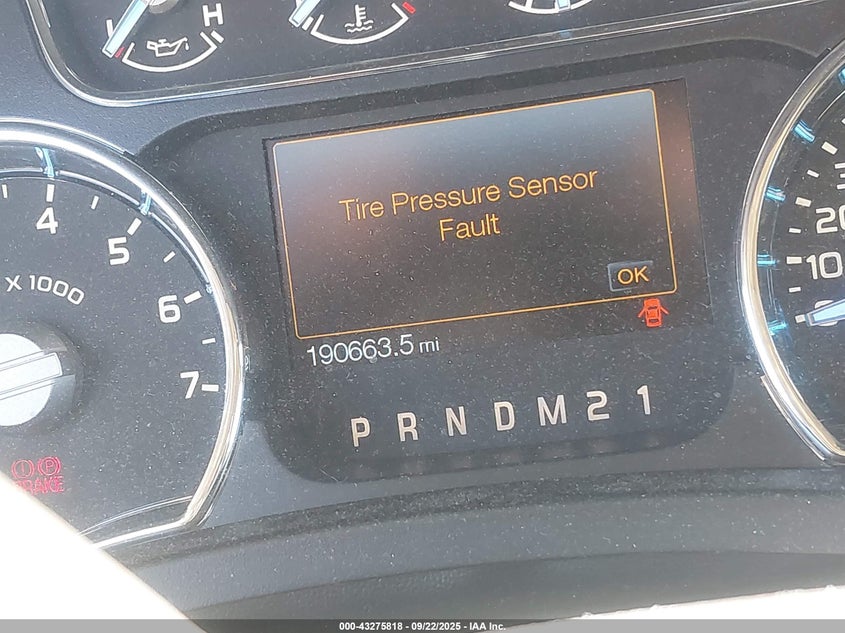 L H
Tire Pressure Sensor
Fault
OK
190663.5 mi
P R N D M 2 1
4
5
6
7
X 1000
20
10
0
BRAKE
000-43275818 - 09/22/2025 - IAA Inc.